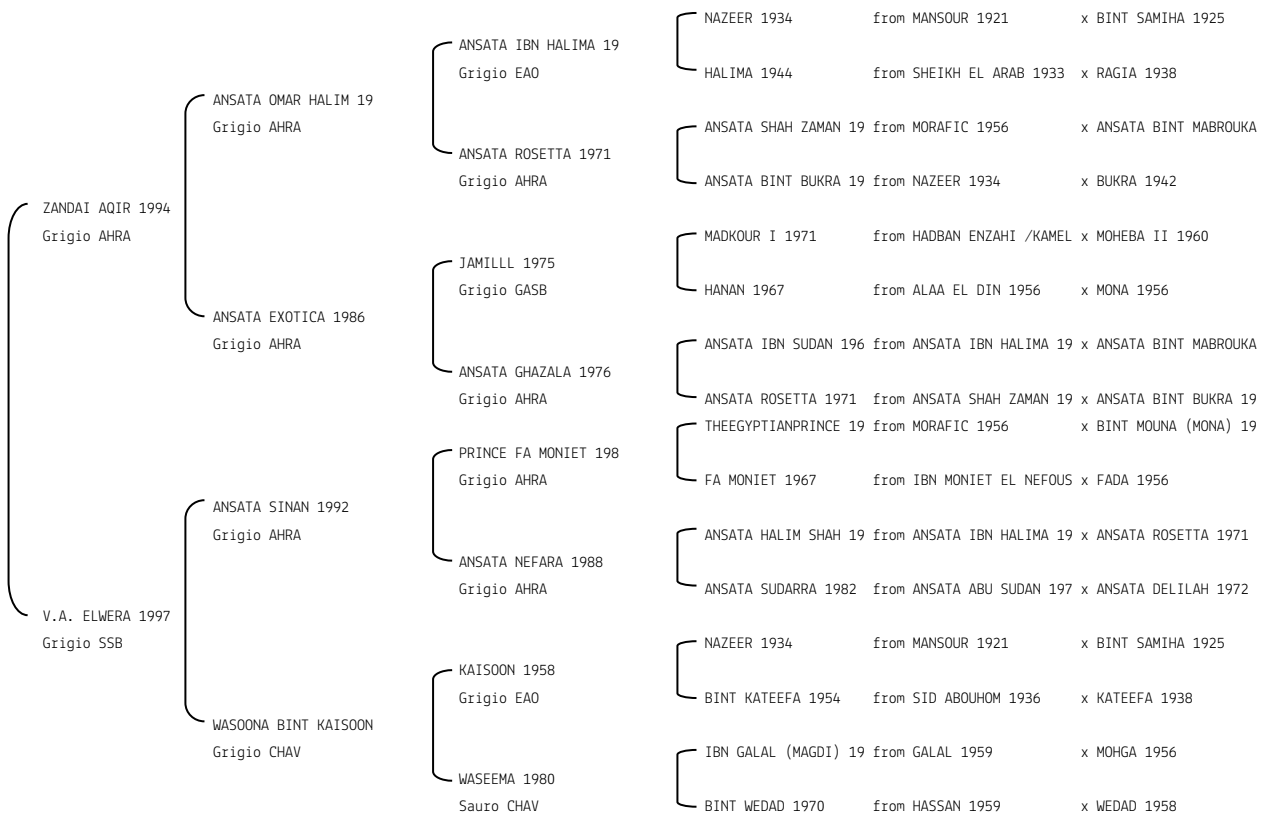 NAZEER 1934 from MANSOUR 1921 x BINT SAMIHA 1925
ANSATA IBN HALIMA 19
Grigio EAO
HALIMA 1944 from SHEIKH EL ARAB 1933 x RAGIA 1938
ANSATA OMAR HALIM 19
Grigio AHRA
ANSATA SHAH ZAMAN 19 from MORAFIC 1956 x ANSATA BINT MABROUKA
ANSATA ROSETTA 1971
Grigio AHRA
ANSATA BINT BUKRA 19 from NAZEER 1934 x BUKRA 1942
ZANDAI AQIR 1994
Grigio AHRA
MADKOUR I 1971 from HADBAN ENZAHI /KAMEL x MOHEBA II 1960
JAMILLL 1975
Grigio GASB
HANAN 1967 from ALAA EL DIN 1956 x MONA 1956
ANSATA EXOTICA 1986
Grigio AHRA
ANSATA IBN SUDAN 196 from ANSATA IBN HALIMA 19 x ANSATA BINT MABROUKA
ANSATA GHAZALA 1976
Grigio AHRA
ANSATA ROSETTA 1971 from ANSATA SHAH ZAMAN 19 x ANSATA BINT BUKRA 19
THEEGYPTIANPRINCE 19 from MORAFIC 1956 x BINT MOUNA (MONA) 19
PRINCE FA MONIET 198
Grigio AHRA
FA MONIET 1967 from IBN MONIET EL NEFOUS x FADA 1956
ANSATA SINAN 1992
Grigio AHRA
ANSATA HALIM SHAH 19 from ANSATA IBN HALIMA 19 x ANSATA ROSETTA 1971
ANSATA NEFARA 1988
Grigio AHRA
ANSATA SUDARRA 1982 from ANSATA ABU SUDAN 197 x ANSATA DELILAH 1972
V.A. ELWERA 1997
Grigio SSB
NAZEER 1934 from MANSOUR 1921 x BINT SAMIHA 1925
KAISOON 1958
Grigio EAO
BINT KATEEFA 1954 from SID ABOUHOM 1936 x KATEEFA 1938
WASOONA BINT KAISOON
Grigio CHAV
IBN GALAL (MAGDI) 19 from GALAL 1959 x MOHGA 1956
WASEEMA 1980
Sauro CHAV
BINT WEDAD 1970 from HASSAN 1959 x WEDAD 1958